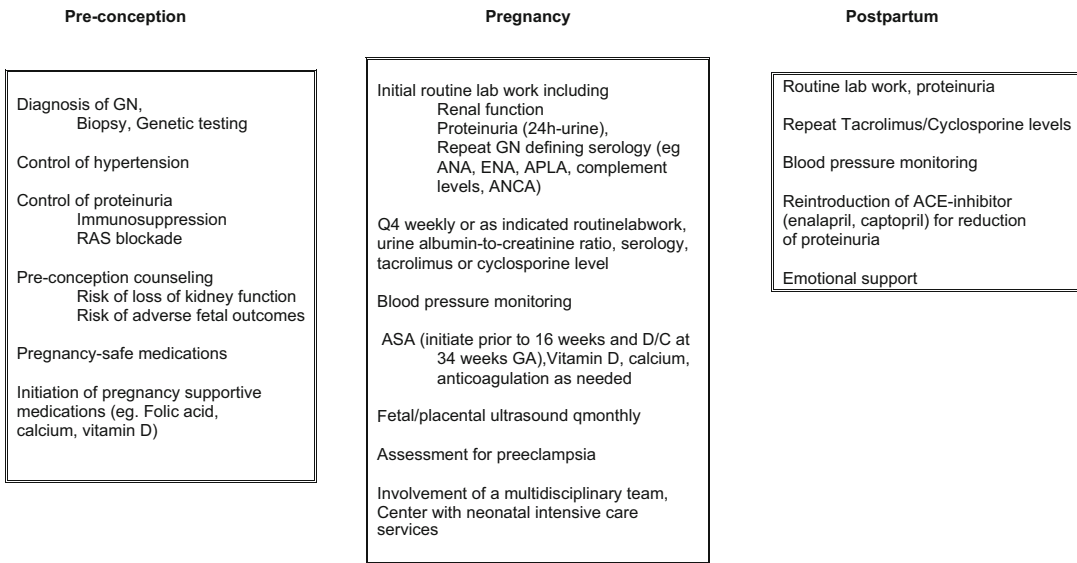 Pre-conception
Diagnosis of GN,
Biopsy, Genetic testing
Control of hypertension
Control of proteinuria
Immunosuppression
RAS blockade
Pre-conception counseling
Risk of loss of kidney function
Risk of adverse fetal outcomes
Pregnancy-safe medications
Initiation of pregnancy supportive
medications (eg. Folic acid,
calcium, vitamin D)
Pregnancy
Initial routine lab work including
Renal function
Proteinuria (24h-urine),
Repeat GN defining serology (eg
ANA, ENA, APLA, complement
levels, ANCA)
Q4 weekly or as indicated routinelabwork,
urine albumin-to-creatinine ratio, serology,
tacrolimus or cyclosporine level
Blood pressure monitoring
ASA (initiate prior to 16 weeks and D/C at
34 weeks GA),Vitamin D, calcium,
anticoagulation as needed
Fetal/placental ultrasound qmonthly
Assessment for preeclampsia
Involvement of a multidisciplinary team,
Center with neonatal intensive care
services
Postpartum
Routine lab work, proteinuria
Repeat Tacrolimus/Cyclosporine levels
Blood pressure monitoring
Reintroduction of ACE-inhibitor
(enalapril, captopril) for reduction
of proteinuria
Emotional support